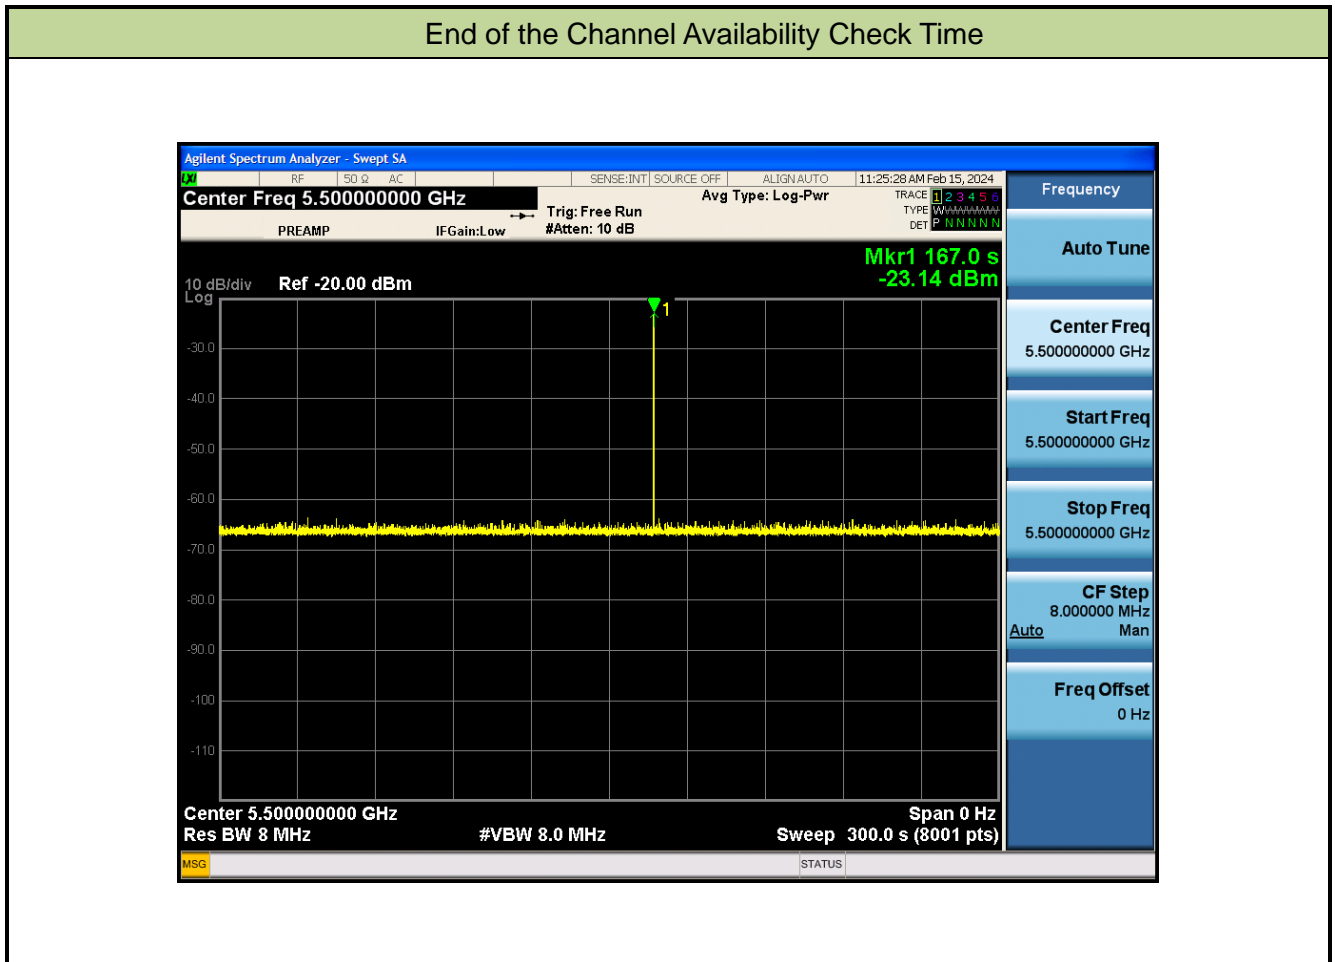 End of the Channel Availability Check Time
Agilent Spectrum Analyzer - Swept SA
LXI RF 50 Ω AC SENSE:INT SOURCE OFF ALIGN AUTO 11:25:28 AM Feb 15, 2024
Center Freq 5.500000000 GHz
PREAMP IFGain:Low
Trig: Free Run
#Atten: 10 dB
Avg Type: Log-Pwr
TRACE 1 2 3 4 5 6
TYPE WWWWWW
DET P N N N N N
Mkr1 167.0 s
-23.14 dBm
10 dB/div Ref -20.00 dBm
Log
1
-30.0
-40.0
-50.0
-60.0
-70.0
-80.0
-90.0
-100
-110
Center 5.500000000 GHz Span 0 Hz
Res BW 8 MHz #VBW 8.0 MHz Sweep 300.0 s (8001 pts)
MSG STATUS
Frequency
Auto Tune
Center Freq
5.500000000 GHz
Start Freq
5.500000000 GHz
Stop Freq
5.500000000 GHz
CF Step
8.000000 MHz
Auto Man
Freq Offset
0 Hz